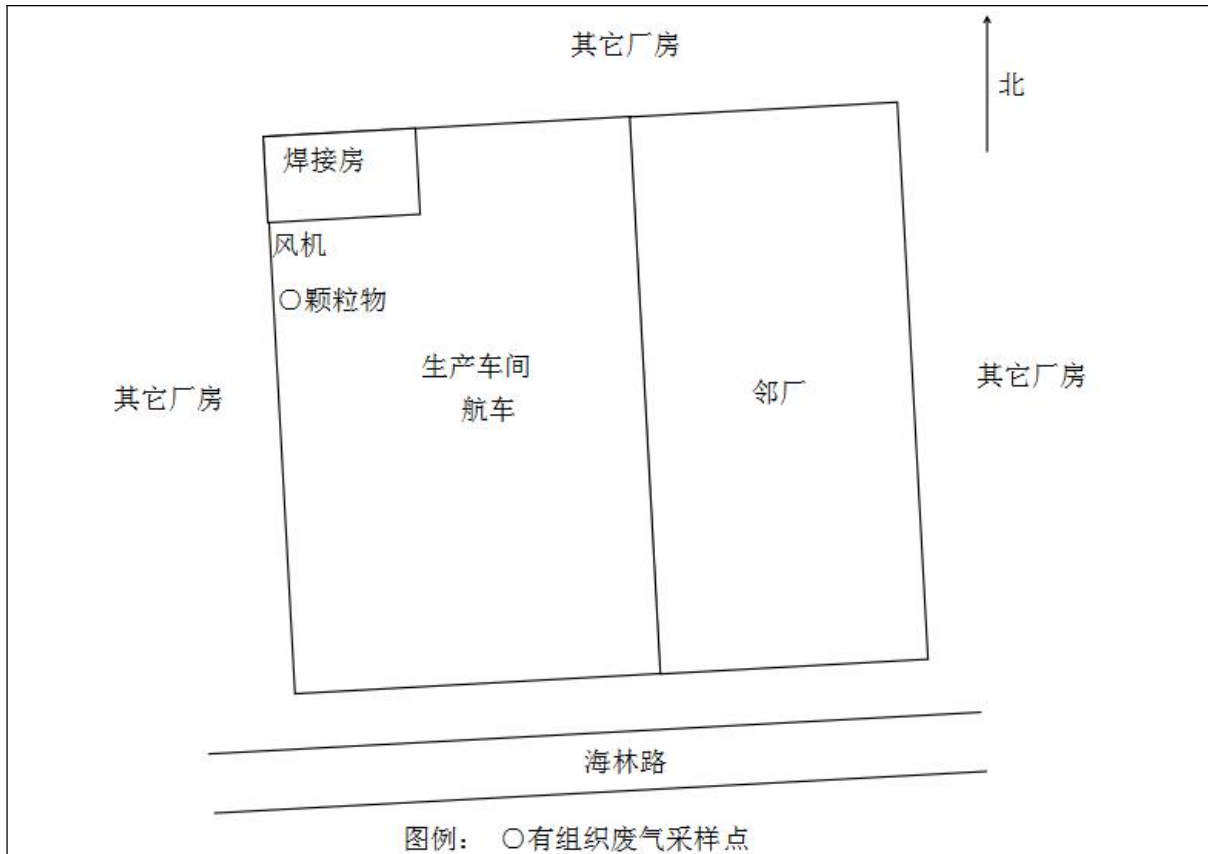 其它厂房
北
焊接房
风机
○颗粒物
生产车间
航车
其它厂房
邻厂
其它厂房
海林路
图例： ○有组织废气采样点